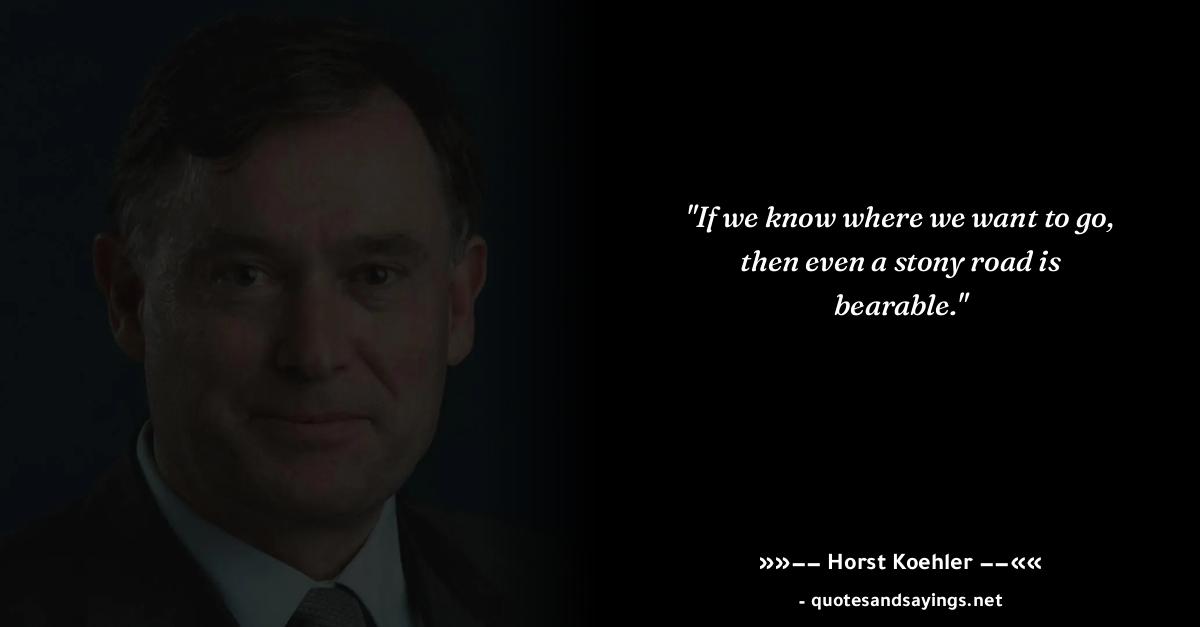 "If we know where we want to go,
then even a stony road is
bearable."
»»–– Horst Koehler ––««
- quotesandsayings.net